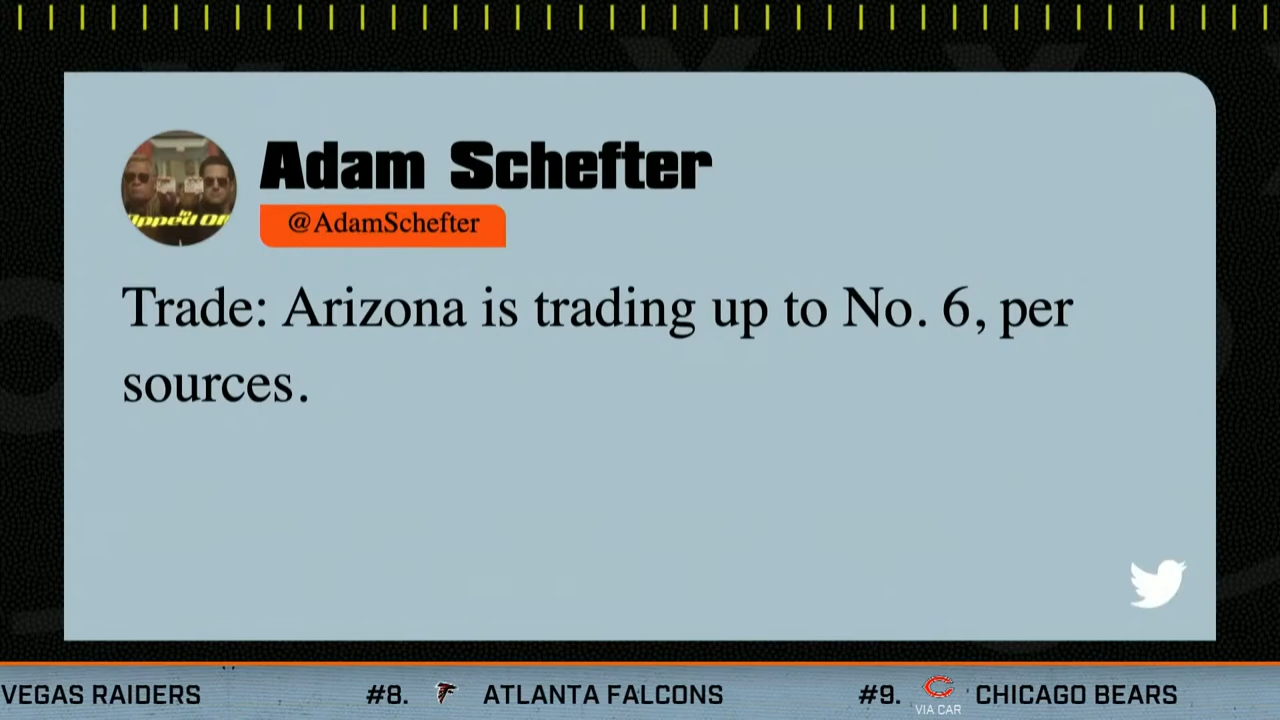 Adam Schefter
@AdamSchefter
Trade: Arizona is trading up to No. 6, per
sources.
VEGAS RAIDERS #8. ATLANTA FALCONS #9. VIA CAR CHICAGO BEARS